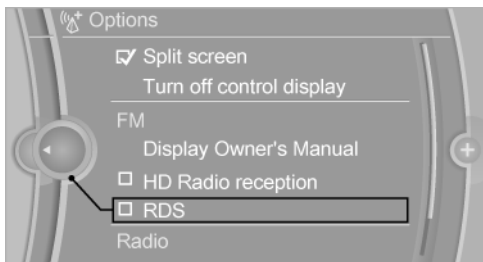 Options
Split screen
Turn off control display
FM
Display Owner's Manual
HD Radio reception
RDS
Radio